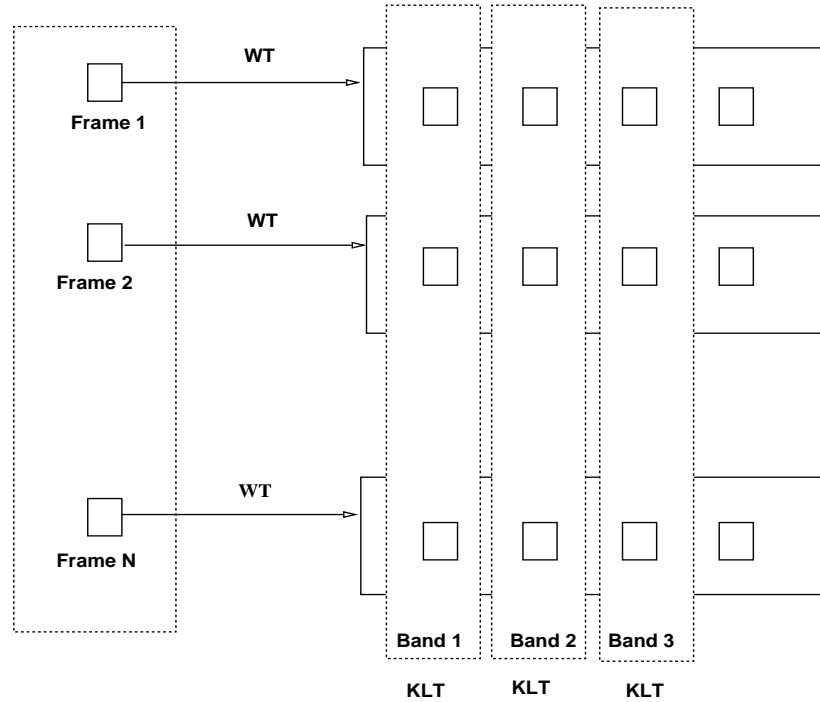 WT
Frame 1
WT
Frame 2
WT
Frame N
Band 1
Band 2
Band 3
KLT
KLT
KLT